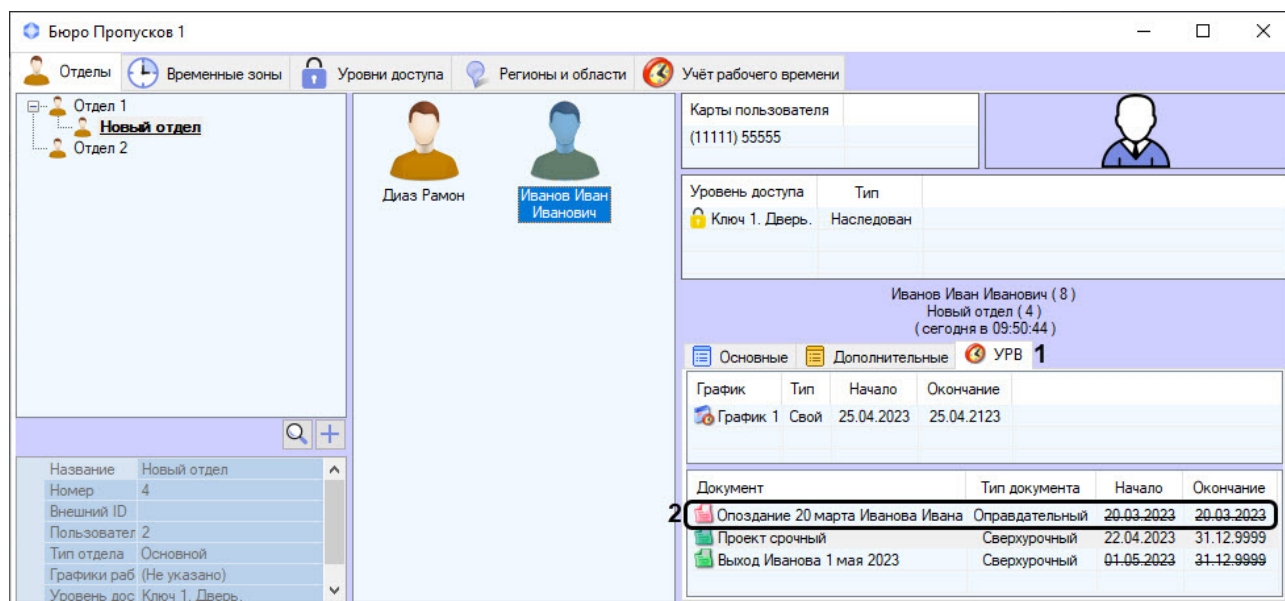 Бюро Пропусков 1
Отделы Временные зоны Уровни доступа Регионы и области Учёт рабочего времени
Отдел 1
Новый отдел
Отдел 2
Диаз Рамон
Иванов Иван
Иванович
Карты пользователя
(11111) 55555
Уровень доступа Тип
Ключ 1. Дверь. Наследован
Иванов Иван Иванович ( 8 )
Новый отдел ( 4 )
( сегодня в 09:50:44 )
Основные Дополнительные УРВ 1
График Тип Начало Окончание
График 1 Свой 25.04.2023 25.04.2123
Название Новый отдел
Номер 4
Внешний ID
Пользовател 2
Тип отдела Основной
Графики раб (Не указано)
Уровень дос Ключ 1. Дверь.
Документ Тип документа Начало Окончание
2 Опоздание 20 марта Иванова Ивана Оправдательный 20.03.2023 20.03.2023
Проект срочный Сверхурочный 22.04.2023 31.12.9999
Выход Иванова 1 мая 2023 Сверхурочный 01.05.2023 31.12.9999